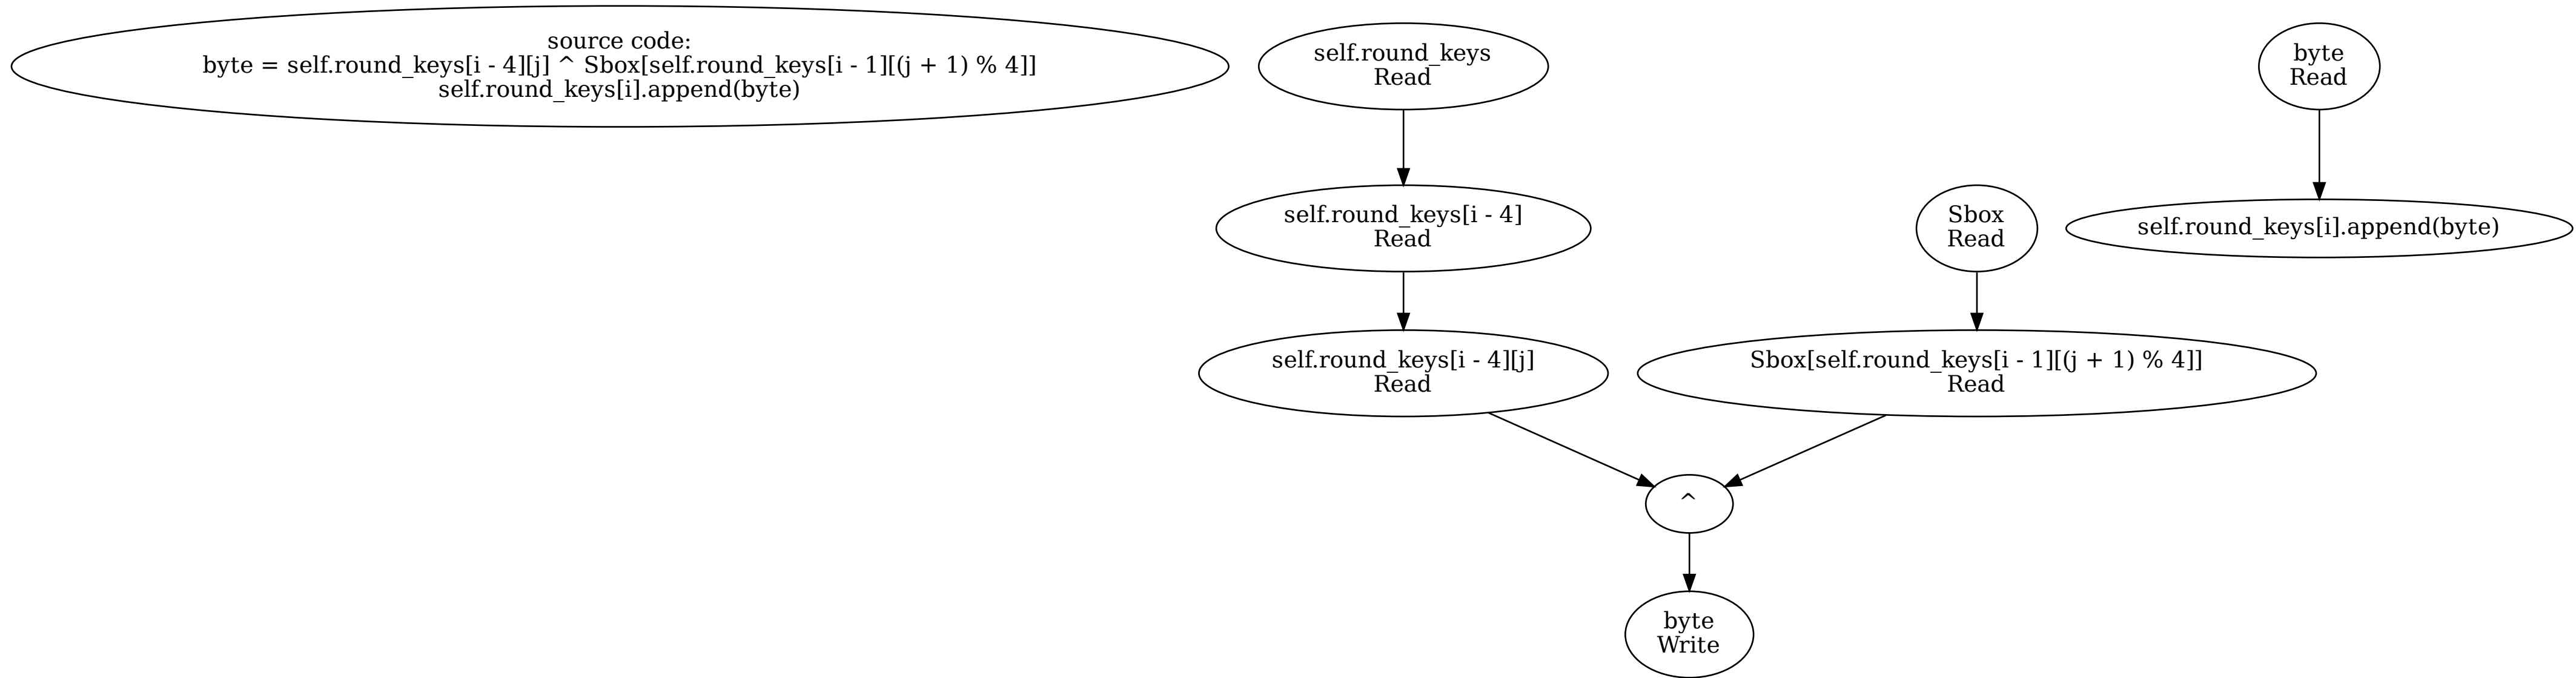 source code:
byte = self.round_keys[i - 4][j] ^ Sbox[self.round_keys[i - 1][(j + 1) % 4]]
self.round_keys[i].append(byte)
self.round_keys
Read
byte
Read
self.round_keys[i - 4]
Read
Sbox
Read
self.round_keys[i].append(byte)
self.round_keys[i - 4][j]
Read
Sbox[self.round_keys[i - 1][(j + 1) % 4]]
Read
^
byte
Write